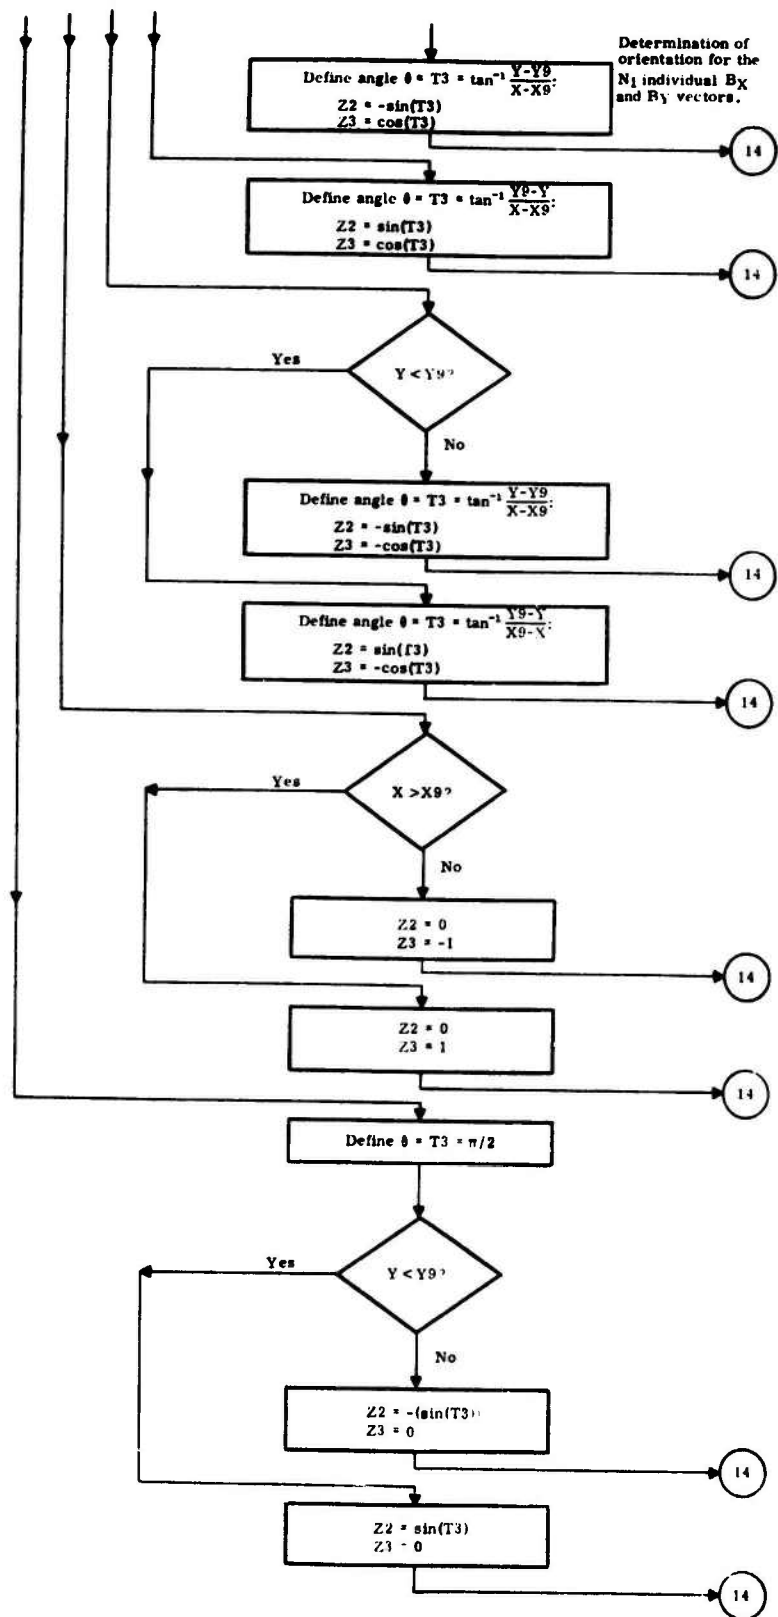 Determination of
orientation for the
N1 individual BX
and BY vectors.
Define angle θ = T3 = tan⁻¹ Y-Y9
X-X9:
Z2 = -sin(T3)
Z3 = cos(T3)
14
Define angle θ = T3 = tan⁻¹ Y9-Y
X-X9:
Z2 = sin(T3)
Z3 = cos(T3)
14
Yes
Y < Y9?
No
Define angle θ = T3 = tan⁻¹ Y-Y9
X-X9:
Z2 = -sin(T3)
Z3 = -cos(T3)
14
Define angle θ = T3 = tan⁻¹ Y9-Y
X9-X:
Z2 = sin(T3)
Z3 = -cos(T3)
14
Yes
X >X9?
No
Z2 = 0
Z3 = -1
14
Z2 = 0
Z3 = 1
14
Define θ = T3 = π/2
Yes
Y < Y9?
No
Z2 = -(sin(T3))
Z3 = 0
14
Z2 = sin(T3)
Z3 = 0
14